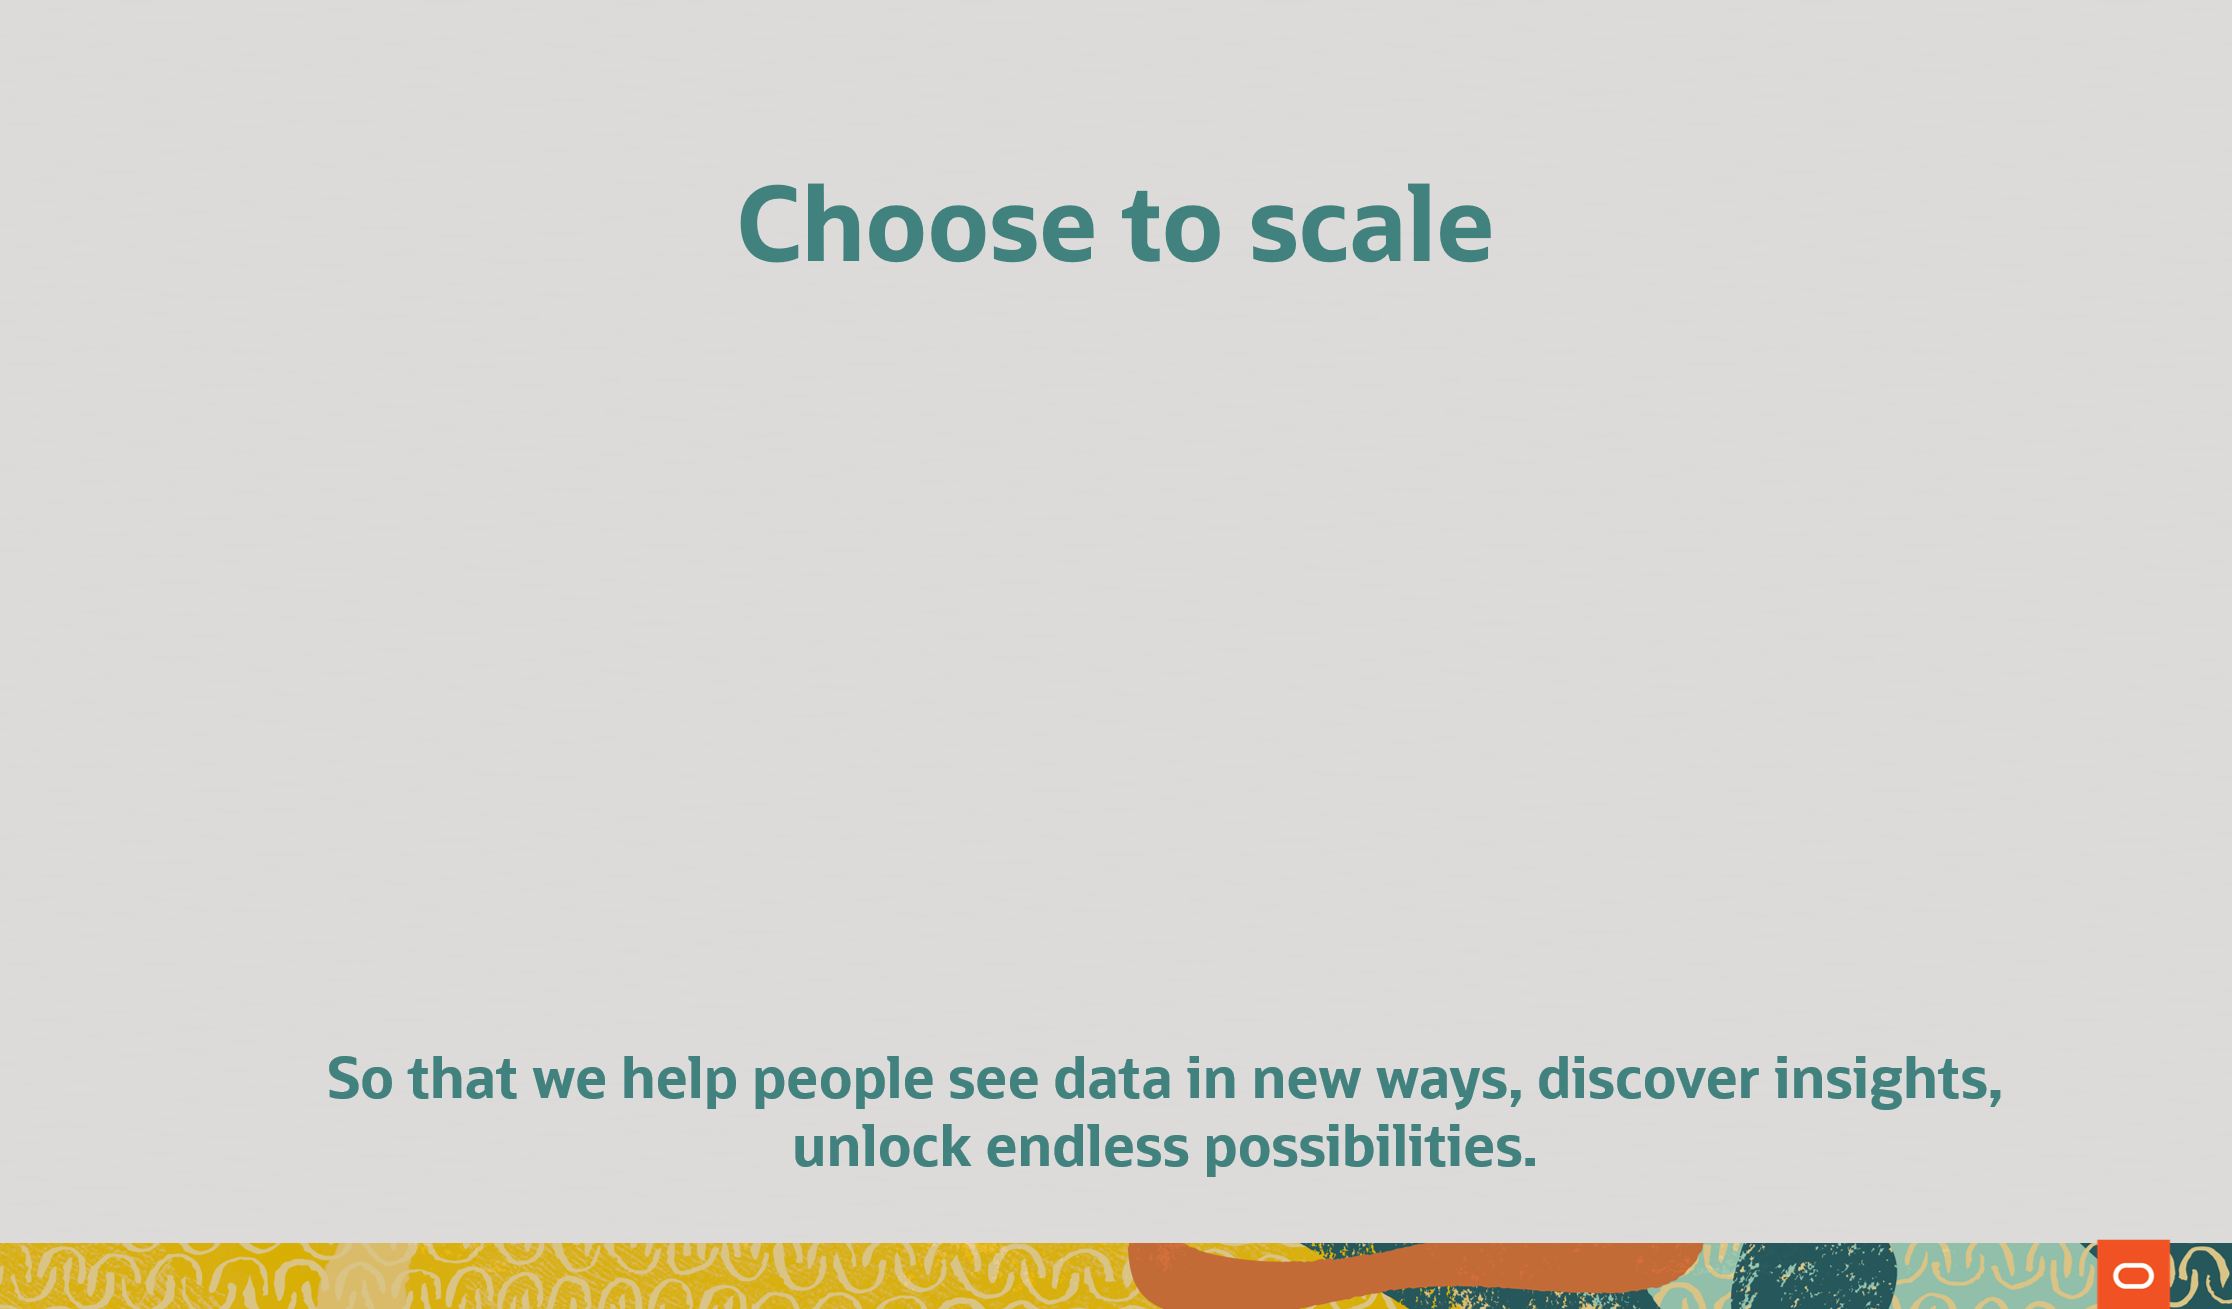 Choose to scale
So that we help people see data in new ways, discover insights,
unlock endless possibilities.